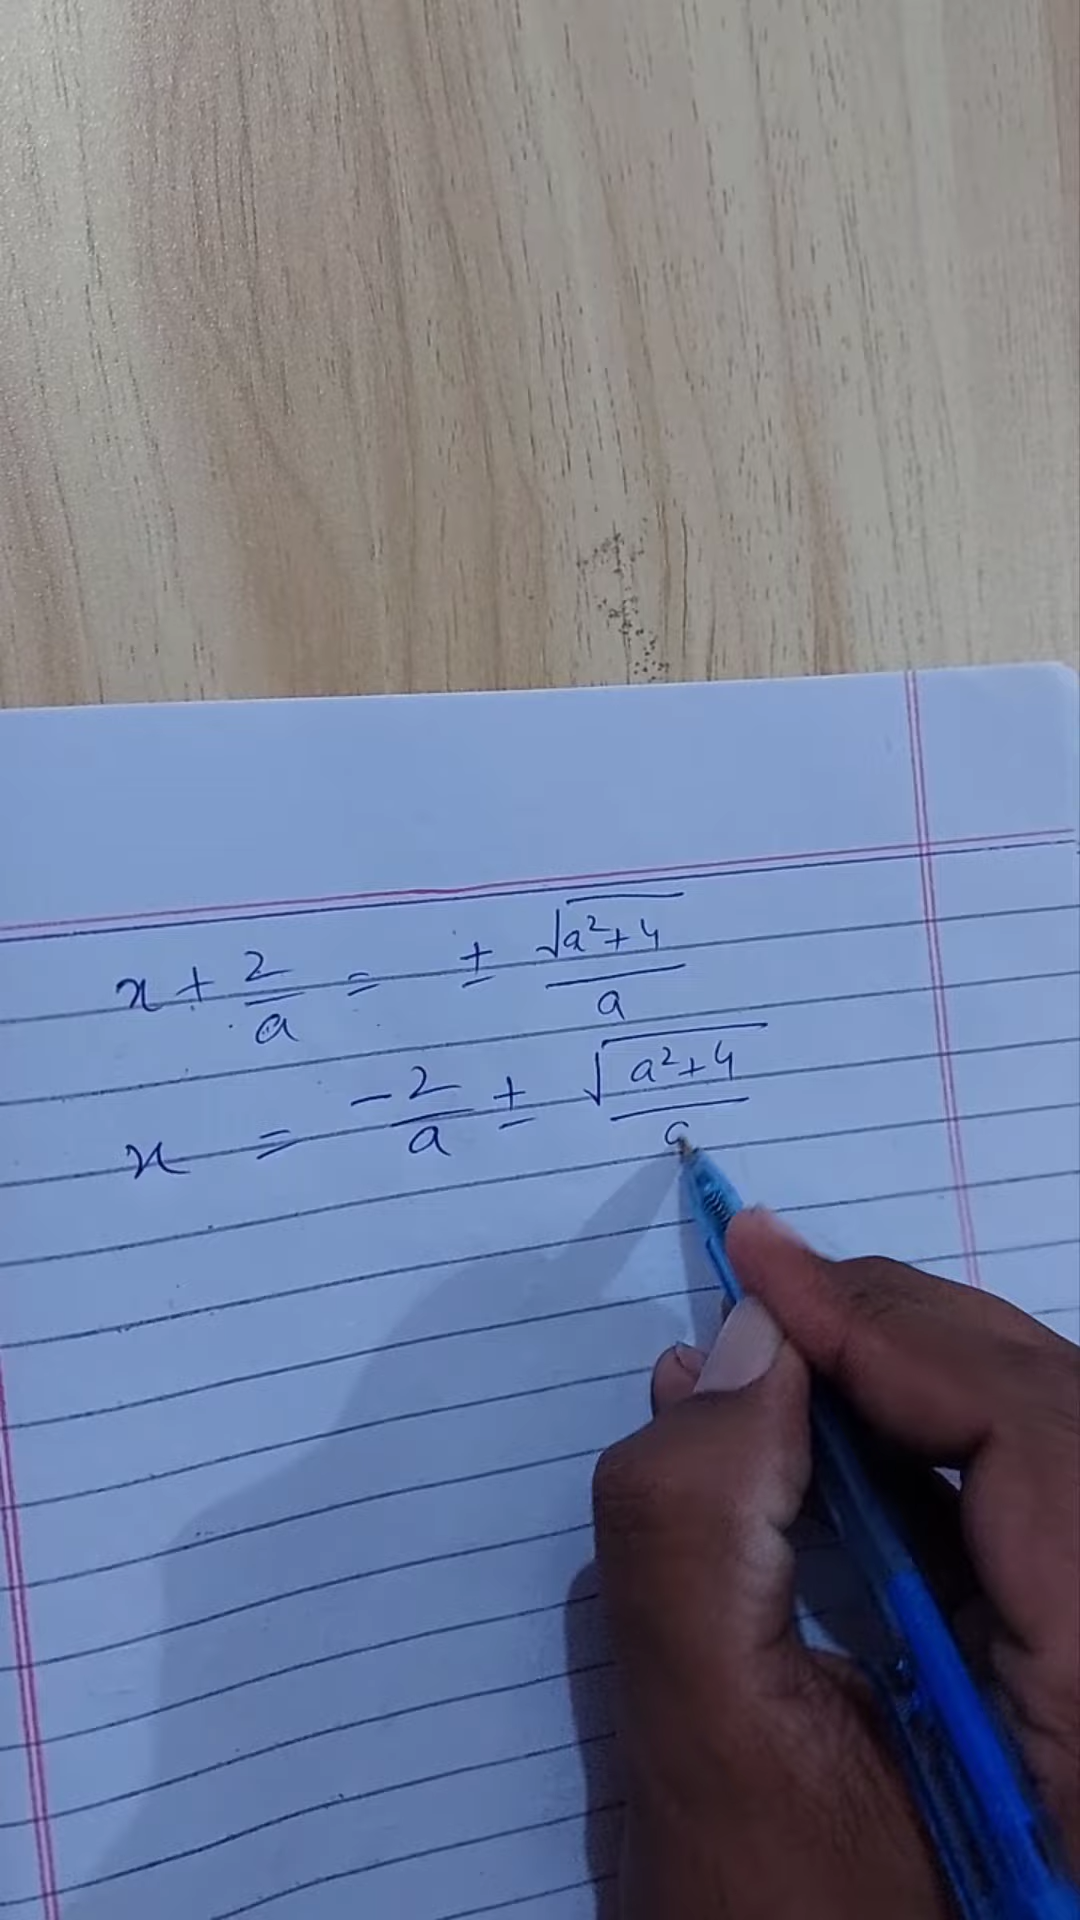 x + 2/a = ± √(a²+4)/a
x = -2/a ± √(a²+4)/a